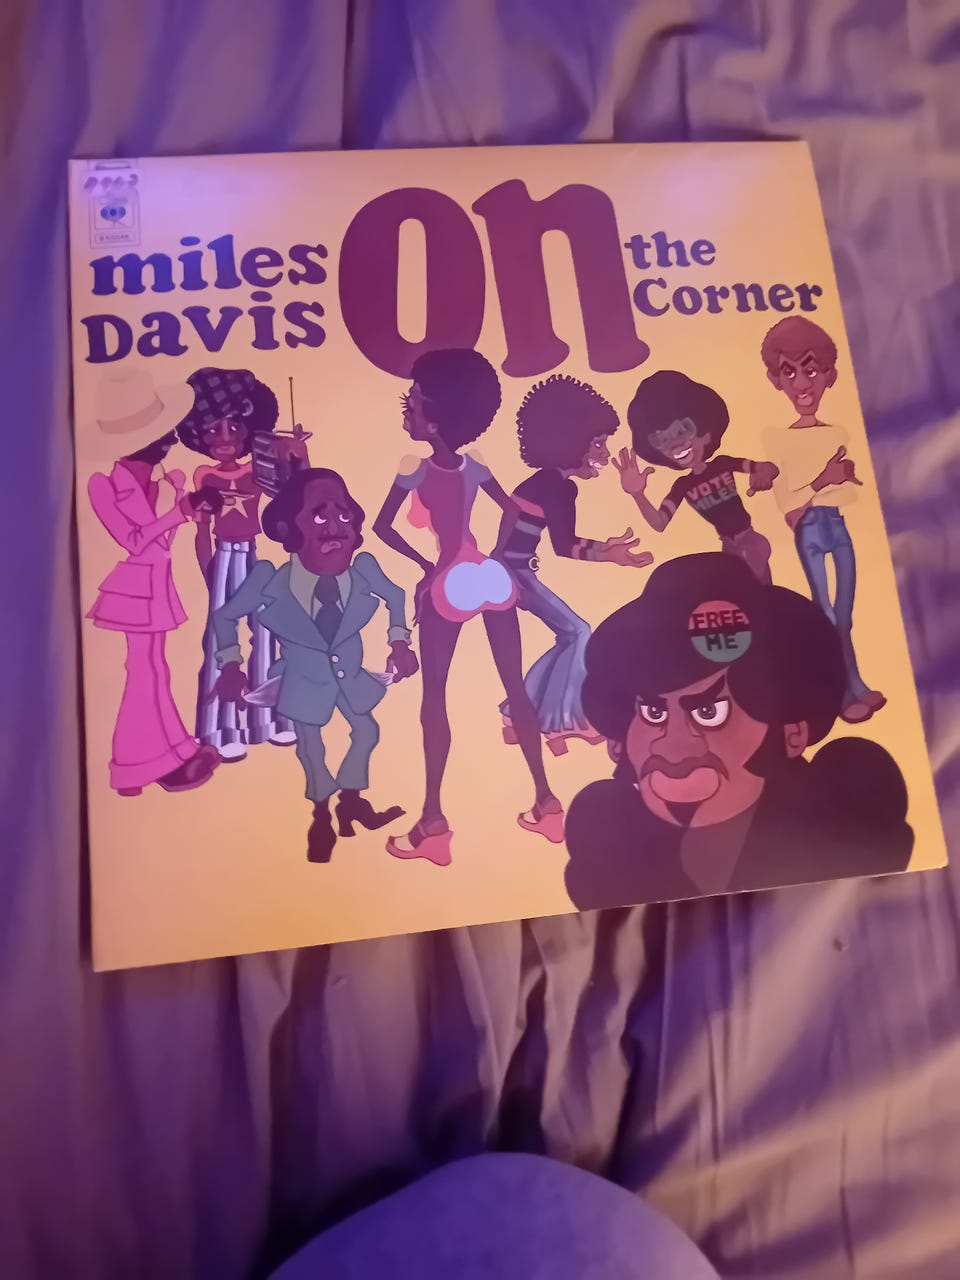 miles
Davis
on
the
Corner
VOTE
MILES
FREE
ME